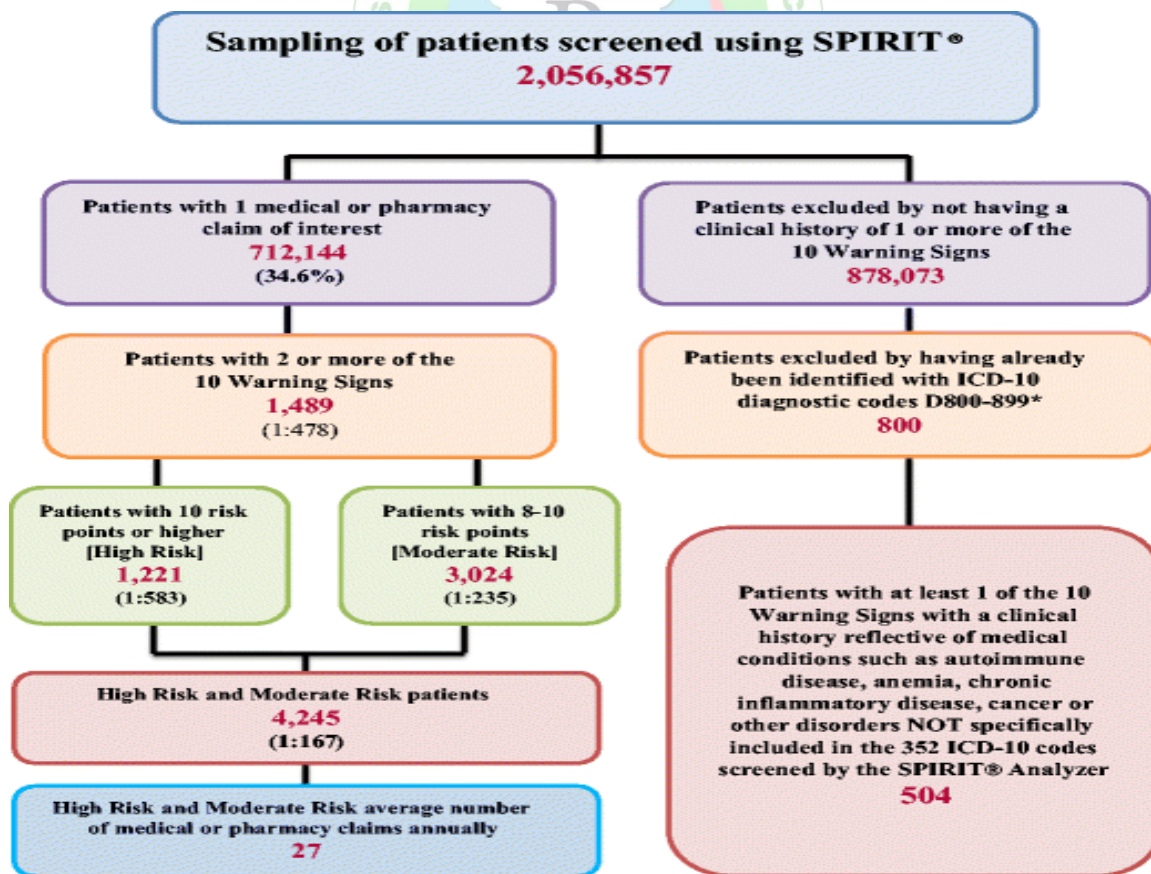 Sampling of patients screened using SPIRIT®
2,056,857
Patients with 1 medical or pharmacy
claim of interest
712,144
(34.6%)
Patients excluded by not having a
clinical history of 1 or more of the
10 Warning Signs
878,073
Patients with 2 or more of the
10 Warning Signs
1,489
(1:478)
Patients excluded by having already
been identified with ICD-10
diagnostic codes D800-899*
800
Patients with 10 risk
points or higher
[High Risk]
1,221
(1:583)
Patients with 8-10
risk points
[Moderate Risk]
3,024
(1:235)
High Risk and Moderate Risk patients
4,245
(1:167)
High Risk and Moderate Risk average number
of medical or pharmacy claims annually
27
Patients with at least 1 of the 10
Warning Signs with a clinical
history reflective of medical
conditions such as autoimmune
disease, anemia, chronic
inflammatory disease, cancer or
other disorders NOT specifically
included in the 352 ICD-10 codes
screened by the SPIRIT® Analyzer
504